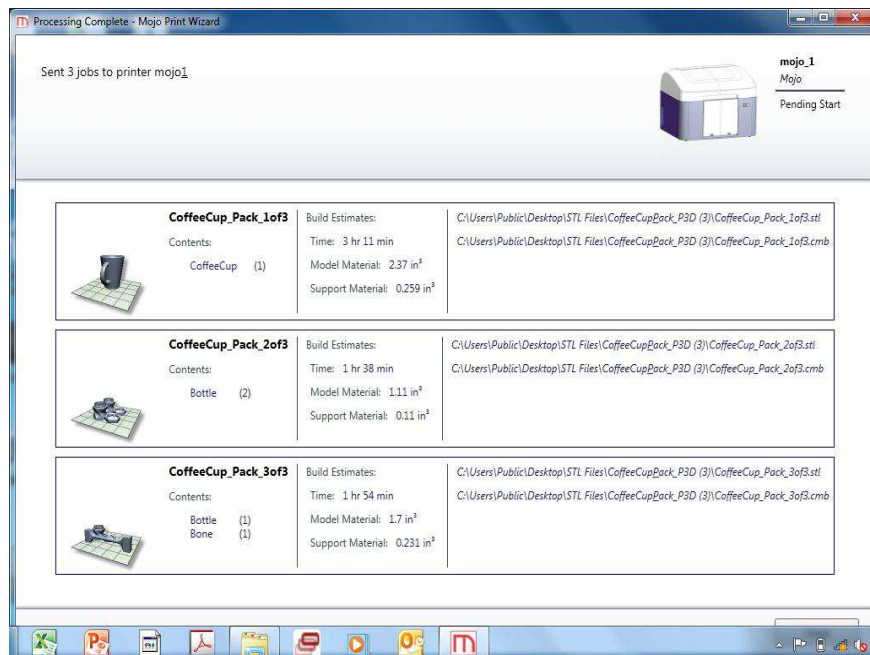 Processing Complete - Mojo Print Wizard
Sent 3 jobs to printer mojo1
mojo_1
Mojo
Pending Start
CoffeeCup_Pack_1of3
Contents:
CoffeeCup (1)
Build Estimates:
Time: 3 hr 11 min
Model Material: 2.37 in³
Support Material: 0.259 in³
C:\Users\Public\Desktop\STL Files\CoffeeCupPack_P3D (3)\CoffeeCup_Pack_1of3.stl
C:\Users\Public\Desktop\STL Files\CoffeeCupPack_P3D (3)\CoffeeCup_Pack_1of3.cmb
CoffeeCup_Pack_2of3
Contents:
Bottle (2)
Build Estimates:
Time: 1 hr 38 min
Model Material: 1.11 in³
Support Material: 0.11 in³
C:\Users\Public\Desktop\STL Files\CoffeeCupPack_P3D (3)\CoffeeCup_Pack_2of3.stl
C:\Users\Public\Desktop\STL Files\CoffeeCupPack_P3D (3)\CoffeeCup_Pack_2of3.cmb
CoffeeCup_Pack_3of3
Contents:
Bottle (1)
Bone (1)
Build Estimates:
Time: 1 hr 54 min
Model Material: 1.7 in³
Support Material: 0.231 in³
C:\Users\Public\Desktop\STL Files\CoffeeCupPack_P3D (3)\CoffeeCup_Pack_3of3.stl
C:\Users\Public\Desktop\STL Files\CoffeeCupPack_P3D (3)\CoffeeCup_Pack_3of3.cmb